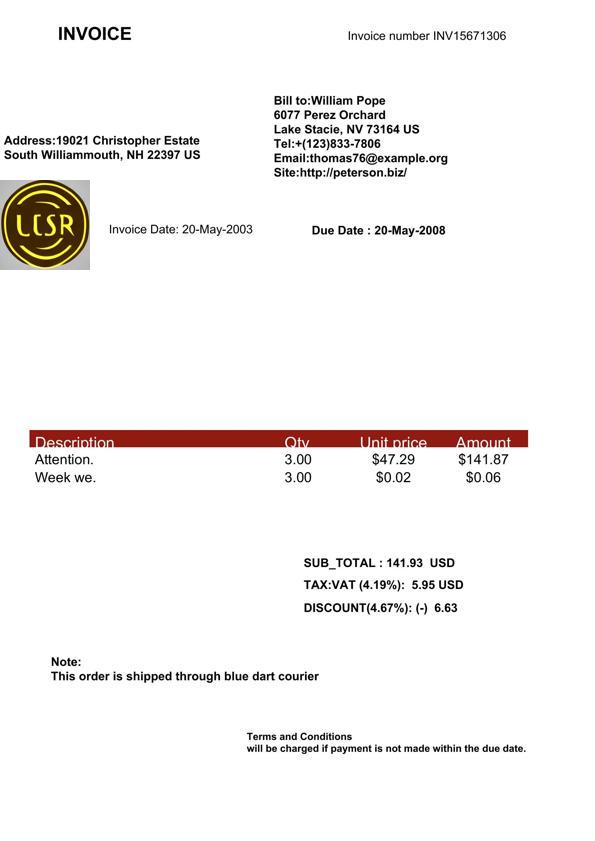 INVOICE
Invoice number INV15671306
Bill to:William Pope
6077 Perez Orchard
Lake Stacie, NV 73164 US
Tel:+(123)833-7806
Email:thomas76@example.org
Site:http://peterson.biz/
Address:19021 Christopher Estate
South Williammouth, NH 22397 US
LCSR
Invoice Date: 20-May-2003
Due Date : 20-May-2008
Description Qty Unit price Amount
Attention. 3.00 $47.29 $141.87
Week we. 3.00 $0.02 $0.06
SUB_TOTAL : 141.93 USD
TAX:VAT (4.19%): 5.95 USD
DISCOUNT(4.67%): (-) 6.63
Note:
This order is shipped through blue dart courier
Terms and Conditions
will be charged if payment is not made within the due date.